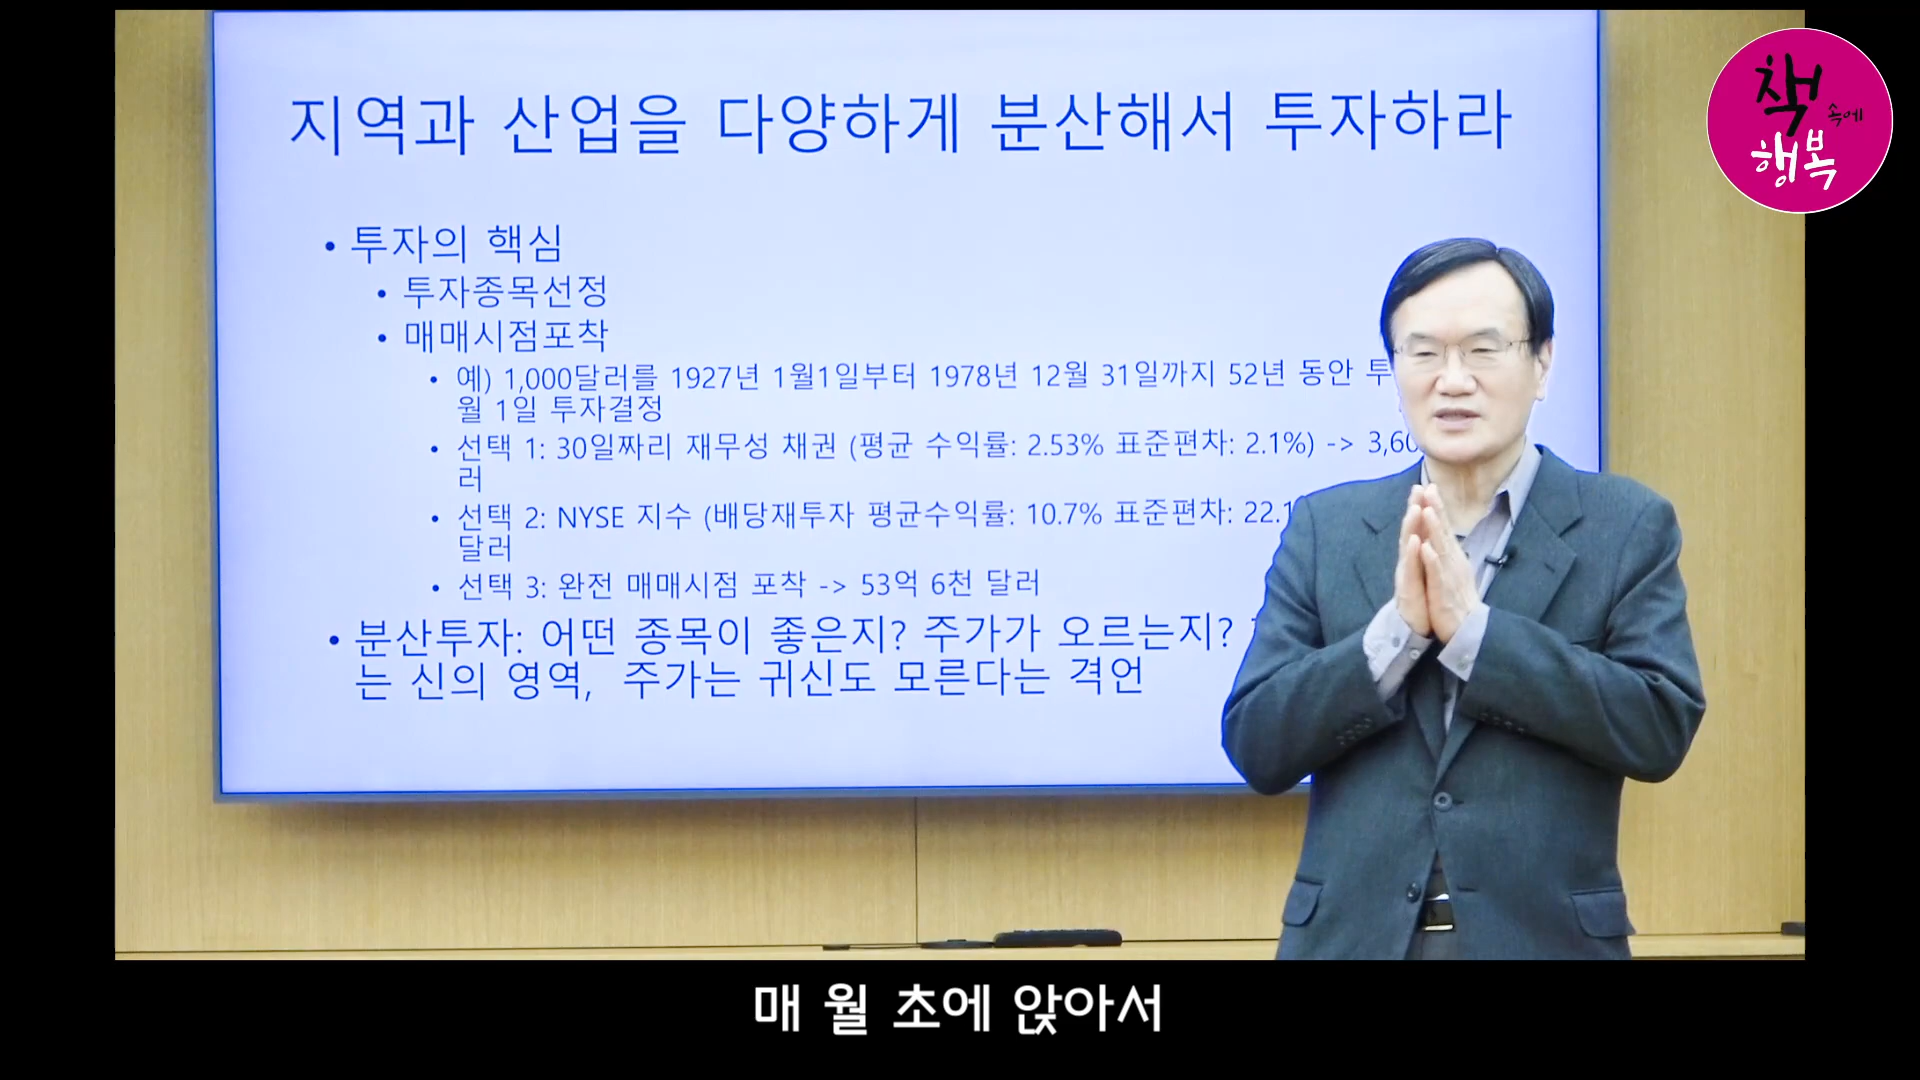 지역과 산업을 다양하게 분산해서 투자하라
책
속에
행복
• 투자의 핵심
• 투자종목선정
• 매매시점포착
• 예) 1,000달러를 1927년 1월1일부터 1978년 12월 31일까지 52년 동안 투
월 1일 투자결정
• 선택 1: 30일짜리 재무성 채권 (평균 수익률: 2.53% 표준편차: 2.1%) -> 3,60
러
• 선택 2: NYSE 지수 (배당재투자 평균수익률: 10.7% 표준편차: 22.1
달러
• 선택 3: 완전 매매시점 포착 -> 53억 6천 달러
• 분산투자: 어떤 종목이 좋은지? 주가가 오르는지?
는 신의 영역, 주가는 귀신도 모른다는 격언
매 월 초에 앉아서